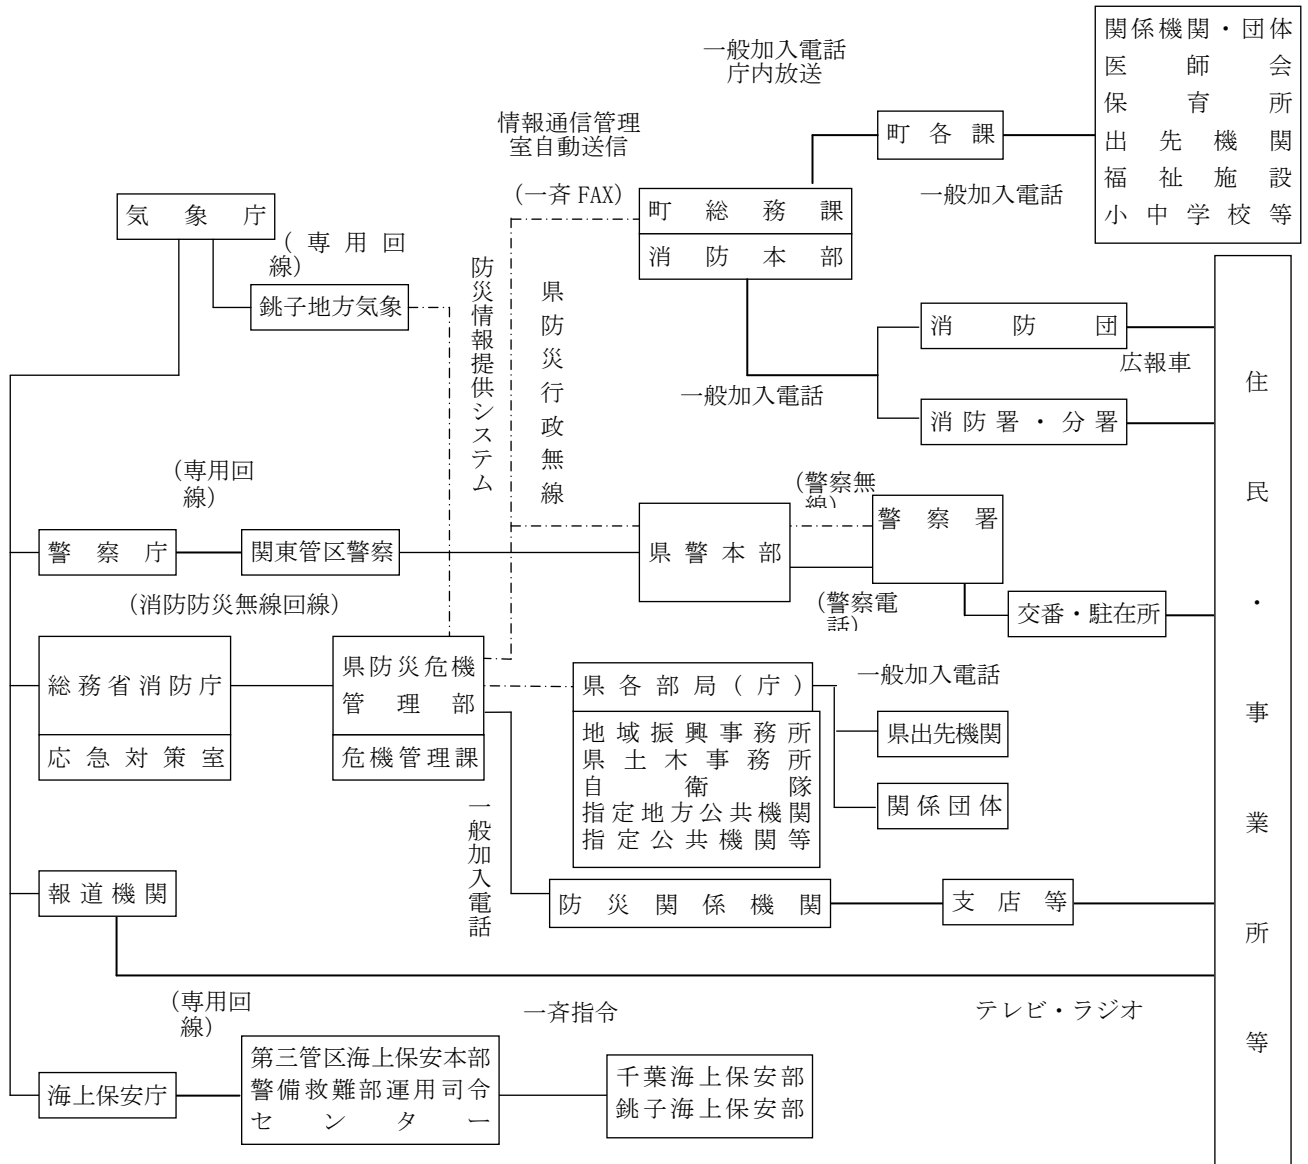 関係機関・団体
医師会
保育所
出先機関
福祉施設
小中学校等
一般加入電話
庁内放送
情報通信管理
室自動送信
(一斉 FAX)
町各課
一般加入電話
町総務課
消防本部
気象庁
(専用回
線)
銚子地方気象
防災情報提供システム
県防災行政無線
消防団
広報車
一般加入電話
消防署・分署
住民・事業所等
(専用回
線)
(警察無
線)
警察庁
関東管区警察
県警本部
警察署
(消防防災無線回線)
(警察電
話)
交番・駐在所
総務省消防庁
応急対策室
県防災危機
管理部
危機管理課
県各部局(庁)
地域振興事務所
県土木事務所
自衛隊
指定地方公共機関
指定公共機関等
一般加入電話
県出先機関
関係団体
一般加入電話
報道機関
防災関係機関
支店等
テレビ・ラジオ
(専用回
線)
一斉指令
海上保安庁
第三管区海上保安本部
警備救難部運用司令
センター
千葉海上保安部
銚子海上保安部